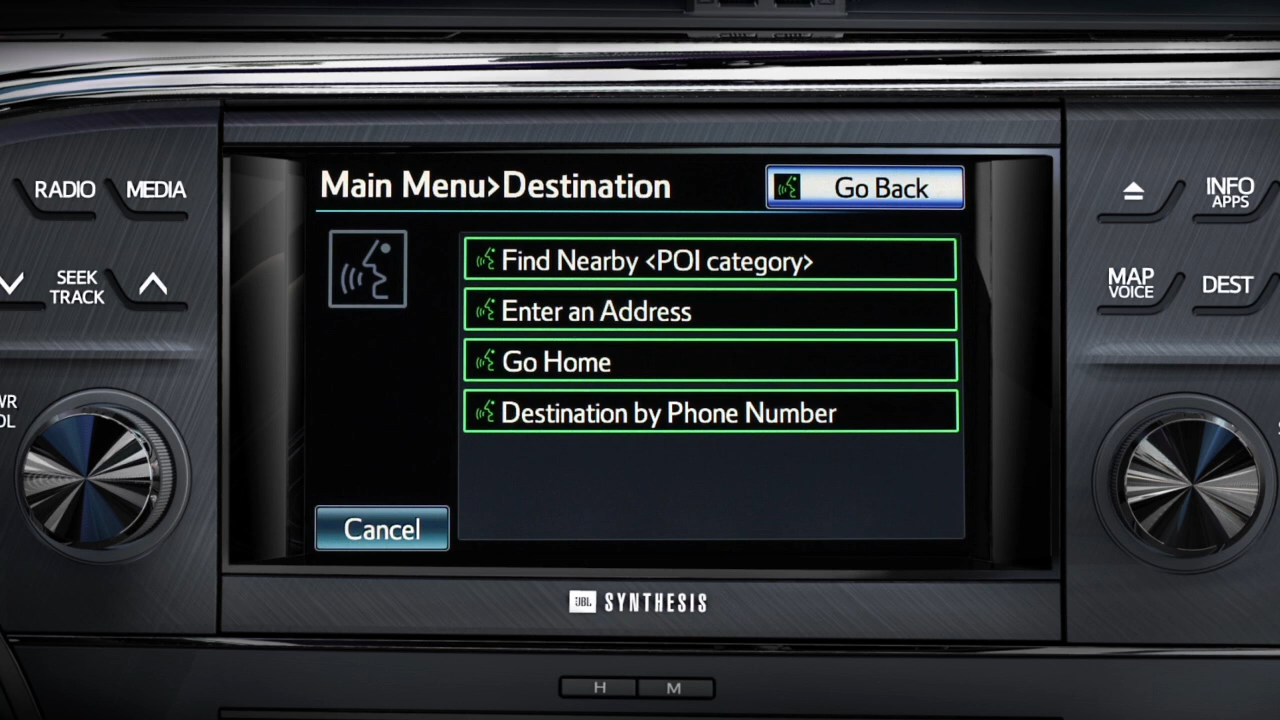 RADIO
MEDIA
SEEK
TRACK
Main Menu>Destination
Go Back
Find Nearby <POI category>
Enter an Address
Go Home
Destination by Phone Number
Cancel
INFO
APPS
MAP
VOICE
DEST
JBL SYNTHESIS
H
M